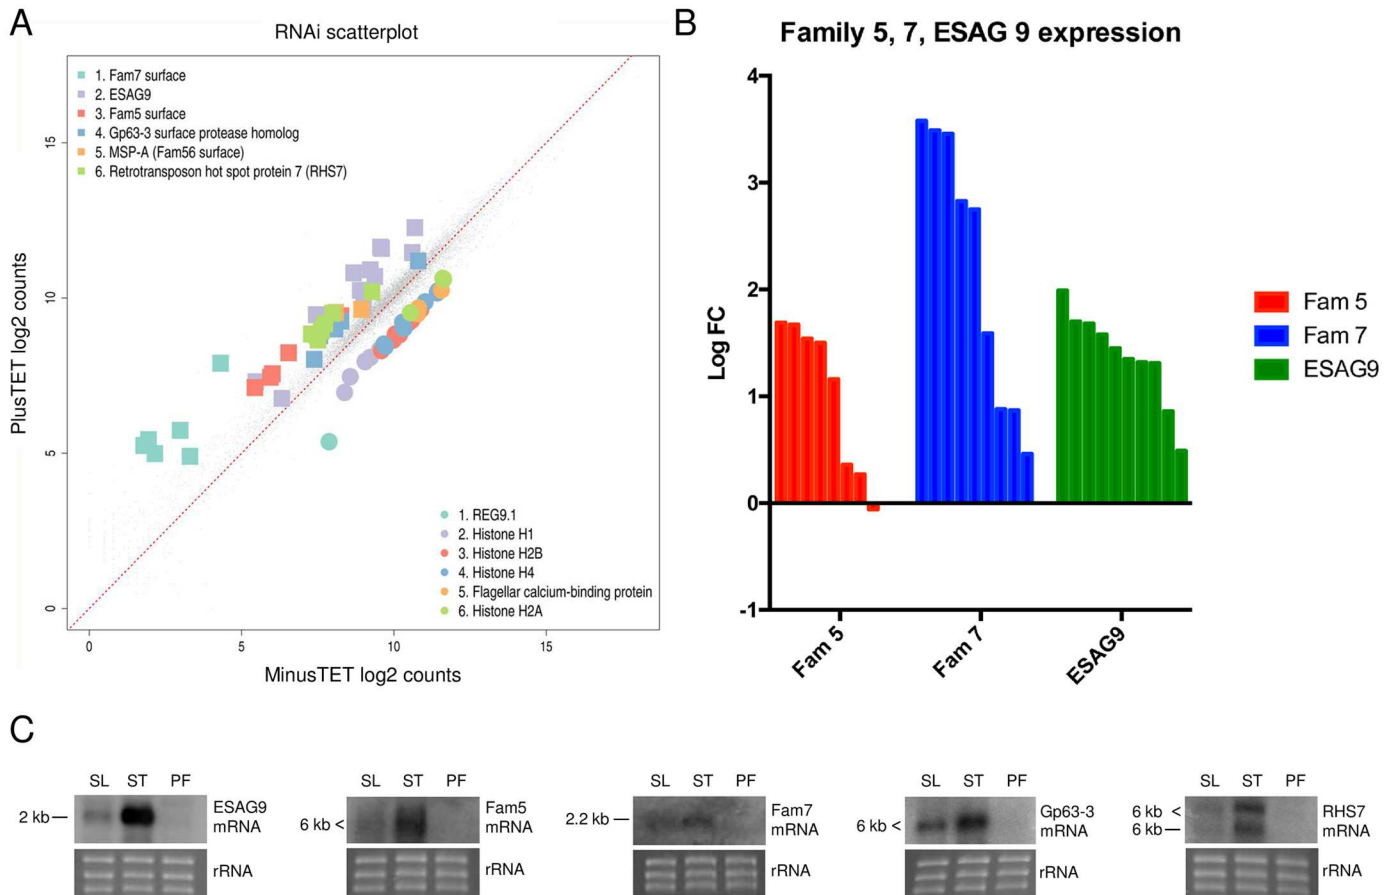 A
RNAi scatterplot
1. Fam7 surface
2. ESAG9
3. Fam5 surface
4. Gp63-3 surface protease homolog
5. MSP-A (Fam56 surface)
6. Retrotransposon hot spot protein 7 (RHS7)
15
10
5
0
PlusTET log2 counts
1. REG9.1
2. Histone H1
3. Histone H2B
4. Histone H4
5. Flagellar calcium-binding protein
6. Histone H2A
0 5 10 15
MinusTET log2 counts
B
Family 5, 7, ESAG 9 expression
4
3
2
1
0
-1
Log FC
Fam 5
Fam 7
ESAG9
Fam 5 Fam 7 ESAG9
C
SL ST PF
2 kb
ESAG9
mRNA
rRNA
SL ST PF
6 kb <
Fam5
mRNA
rRNA
SL ST PF
2.2 kb
Fam7
mRNA
rRNA
SL ST PF
6 kb <
Gp63-3
mRNA
rRNA
SL ST PF
6 kb <
6 kb
RHS7
mRNA
rRNA